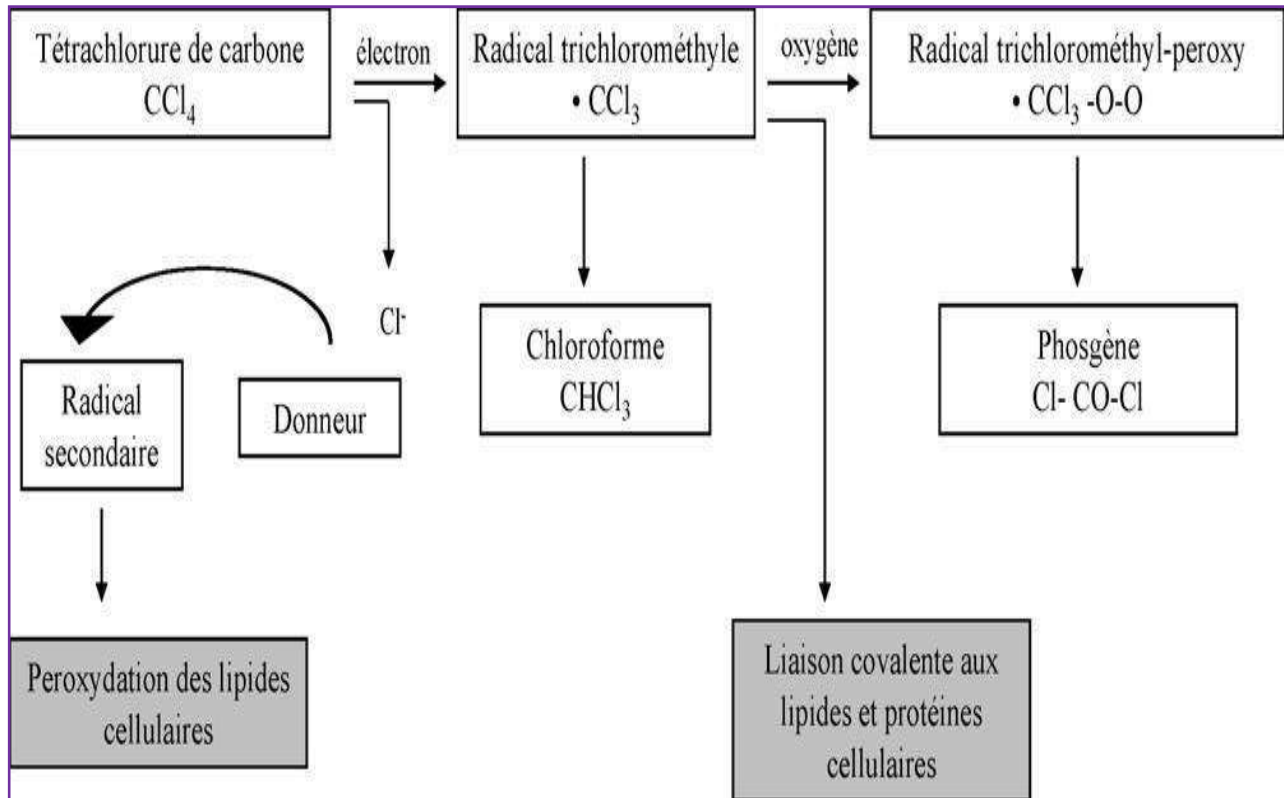 Tétrachlorure de carbone
CCl₄
électron
Radical trichlorométhyle
• CCl₃
oxygène
Radical trichlorométhyl-peroxy
• CCl₃ -O-O
Cl⁻
Radical
secondaire
Donneur
Chloroforme
CHCl₃
Phosgène
Cl- CO-Cl
Peroxydation des lipides
cellulaires
Liaison covalente aux
lipides et protéines
cellulaires